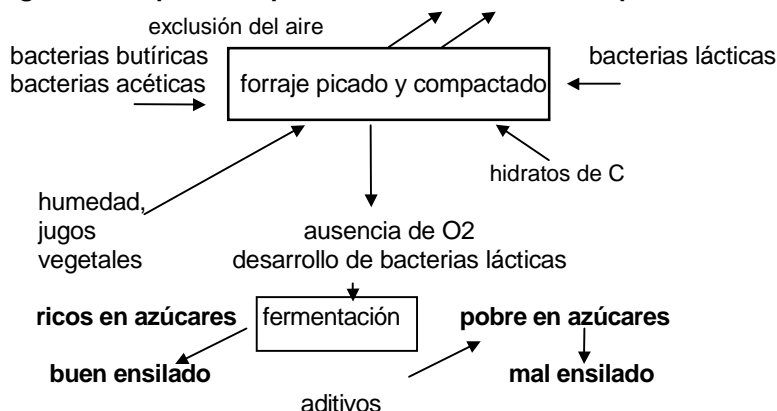 exclusión del aire
bacterias butíricas
bacterias acéticas
forraje picado y compactado
bacterias lácticas
hidratos de C
humedad,
jugos
vegetales
ausencia de O2
desarrollo de bacterias lácticas
ricos en azúcares
fermentación
pobre en azúcares
buen ensilado
mal ensilado
aditivos